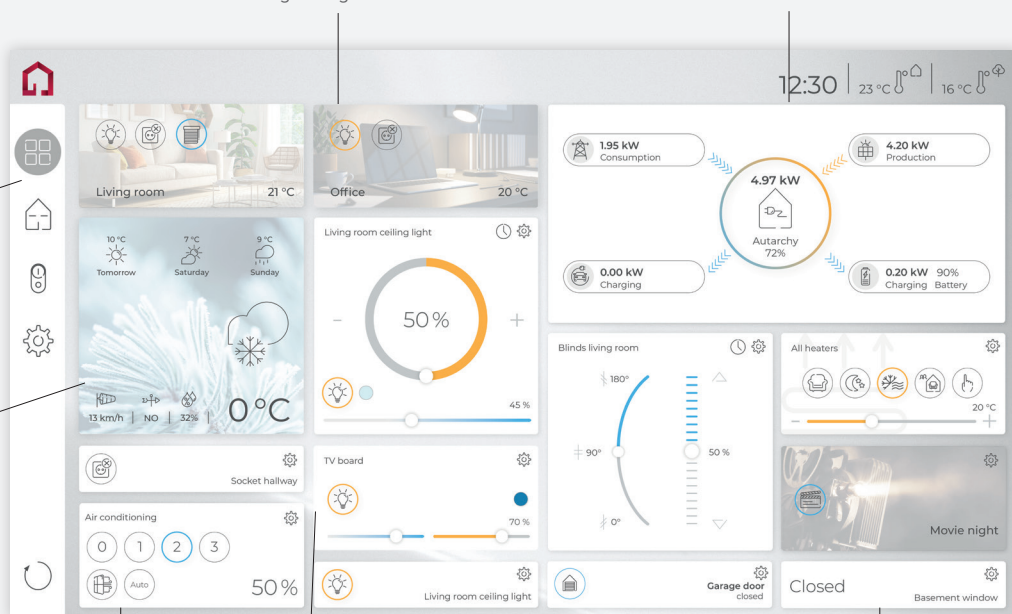 12:30
23 °C
16 °C
Living room
21 °C
Office
20 °C
1.95 kW
Consumption
4.20 kW
Production
4.97 kW
Autarchy
72%
0.00 kW
Charging
0.20 kW 90%
Charging Battery
10 °C
7 °C
9 °C
Tomorrow
Saturday
Sunday
13 km/h
NO
32%
0°C
Living room ceiling light
50%
45 %
Blinds living room
180°
90°
0°
50 %
All heaters
20 °C
Socket hallway
TV board
70 %
Movie night
Air conditioning
0
1
2
3
Auto
50%
Living room ceiling light
Garage door
closed
Closed
Basement window